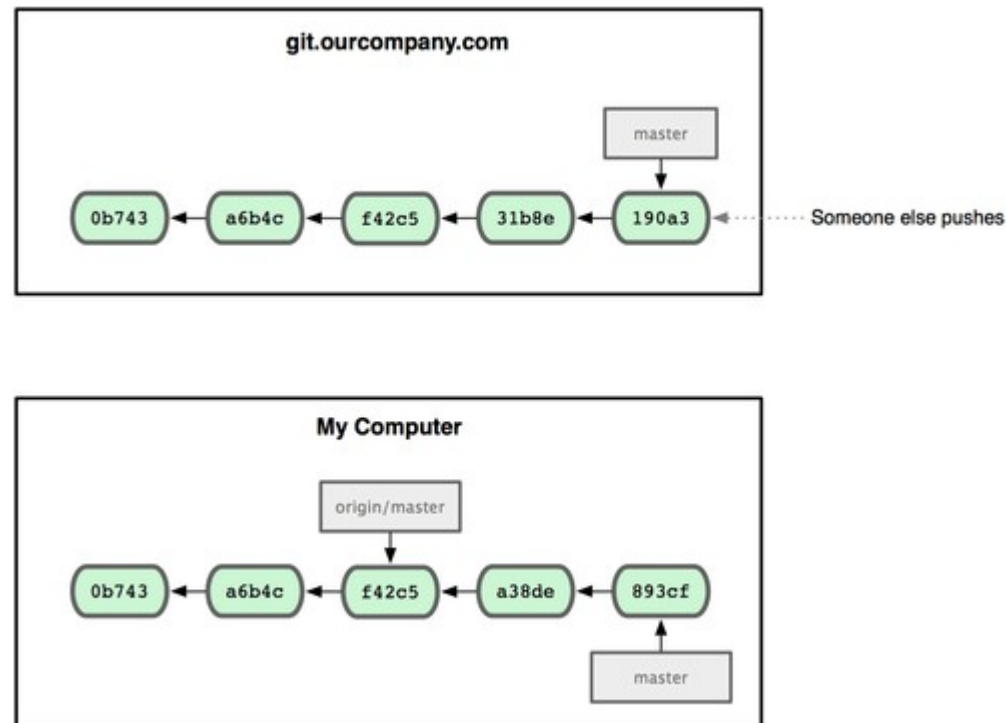 git.ourcompany.com
master
0b743 a6b4c f42c5 31b8e 190a3 Someone else pushes
My Computer
origin/master
0b743 a6b4c f42c5 a38de 893cf
master